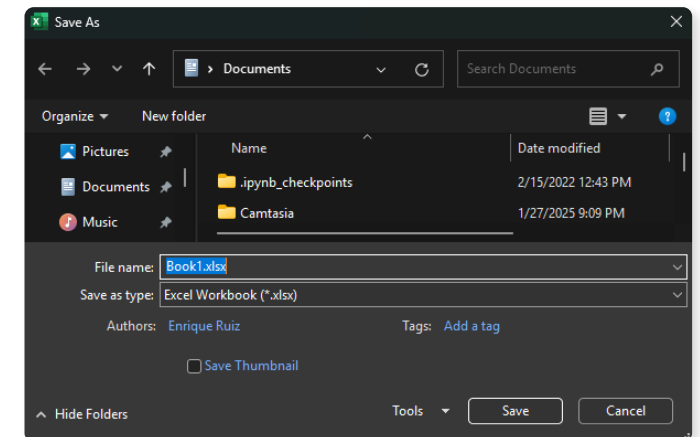 Save As
Documents
Search Documents
Organize
New folder
Name
Date modified
Pictures
.ipynb_checkpoints
2/15/2022 12:43 PM
Documents
Camtasia
1/27/2025 9:09 PM
Music
File name: Book1.xlsx
Save as type: Excel Workbook (*.xlsx)
Authors: Enrique Ruiz
Tags: Add a tag
Save Thumbnail
Hide Folders
Tools
Save
Cancel